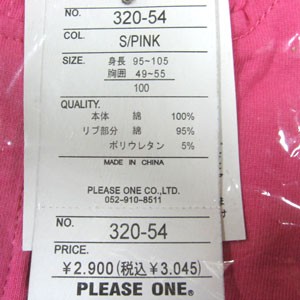 NO. 320-54
COL. S/PINK
SIZE. 身長 95-105
胸囲 49-55
100
QUALITY.
本体 綿 100%
リブ部分 綿 95%
ポリウレタン 5%
MADE IN CHINA
PLEASE ONE CO.,LTD.
052-910-8511
NO. 320-54
PRICE.
¥2.900(税込¥3.045)
PLEASE ONE®